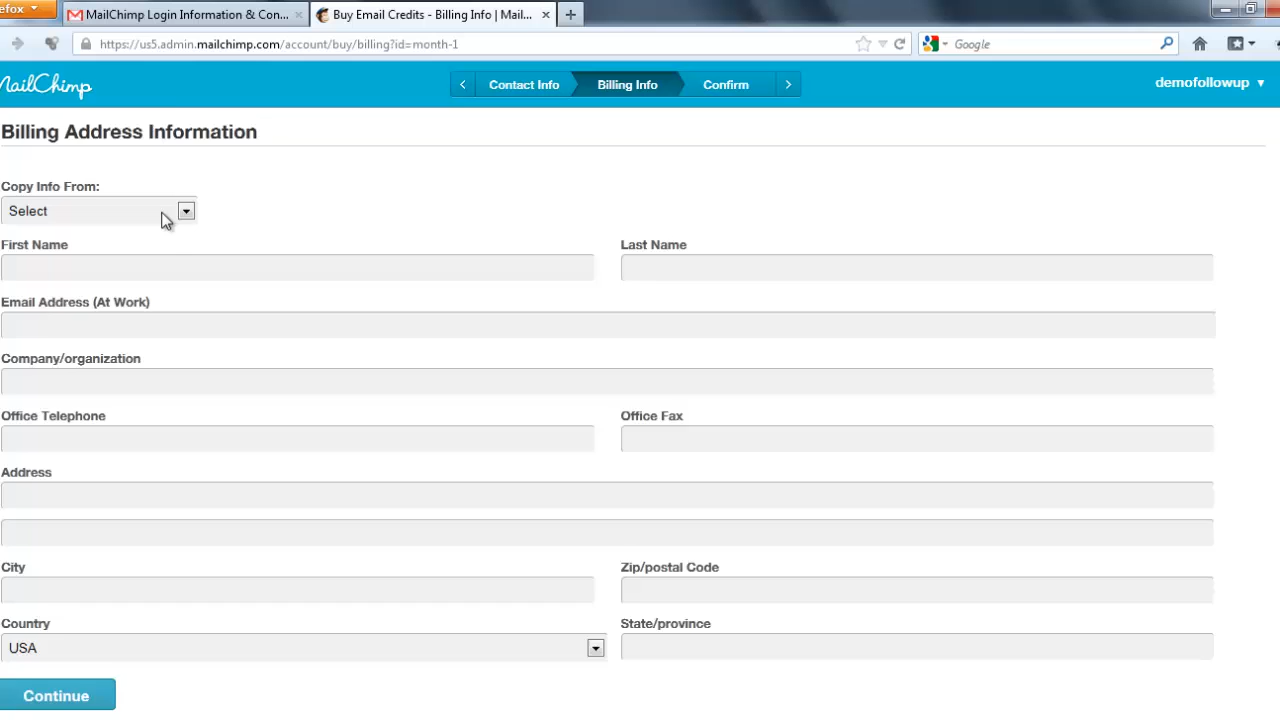 efox
MailChimp Login Information & Con...
Buy Email Credits - Billing Info | Mail...
https://us5.admin.mailchimp.com/account/buy/billing?id=month-1
Google
MailChimp
Contact Info
Billing Info
Confirm
demofollowup
Billing Address Information
Copy Info From:
Select
First Name
Last Name
Email Address (At Work)
Company/organization
Office Telephone
Office Fax
Address
City
Zip/postal Code
Country
State/province
USA
Continue